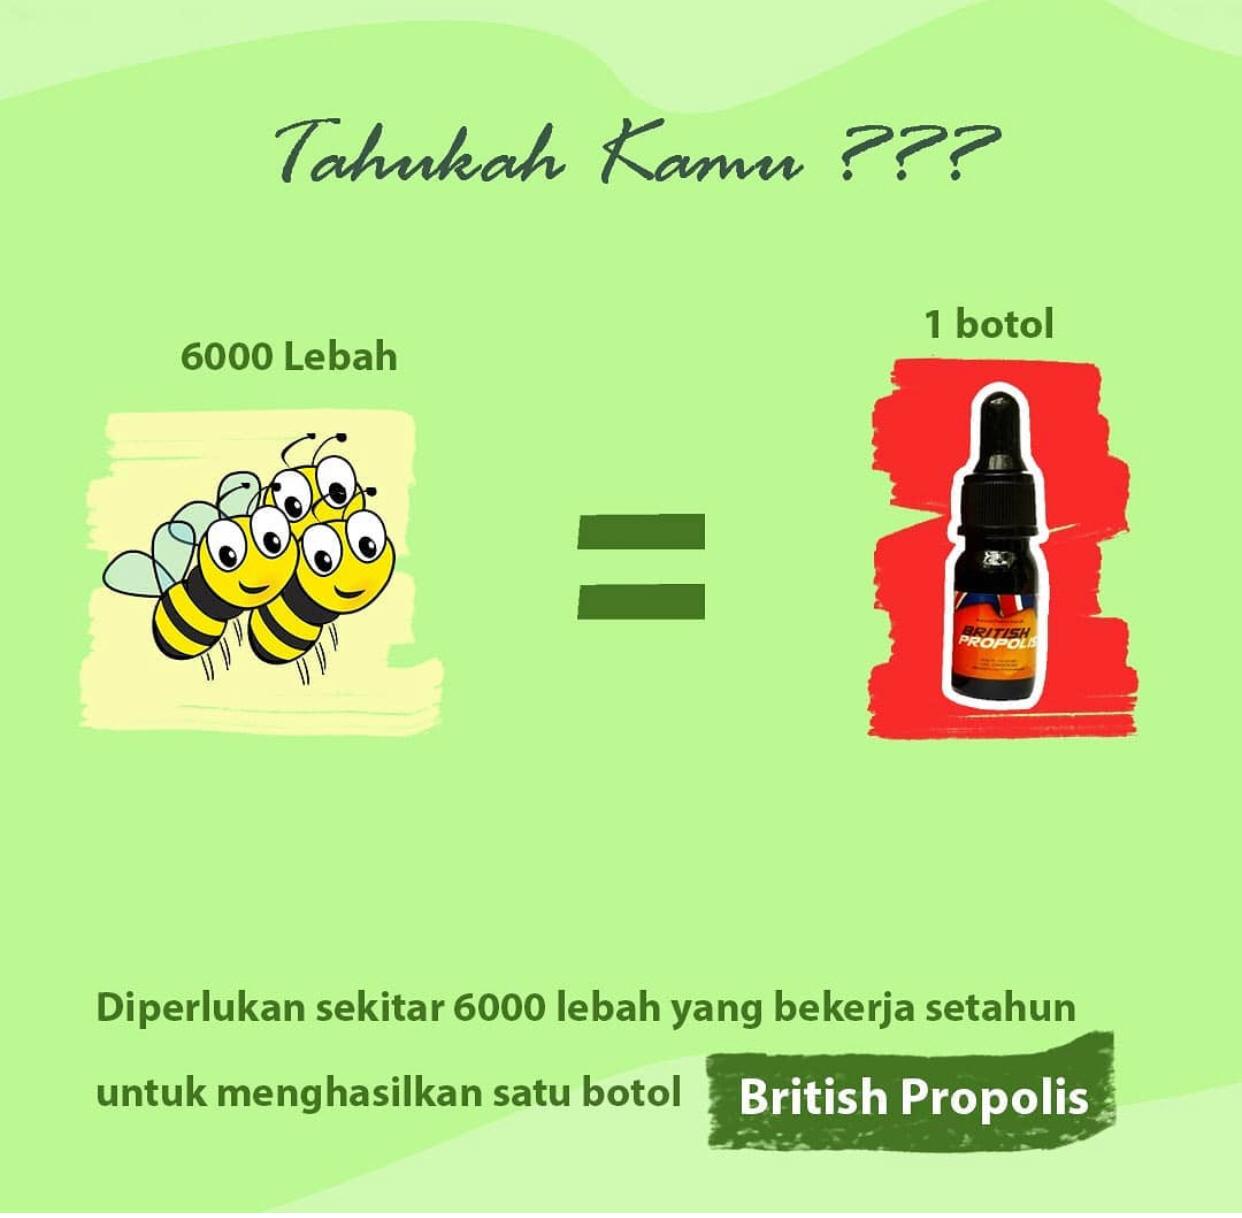 Tahukah Kamu ???
1 botol
6000 Lebah
BRITISH
PROPOLIS
Diperlukan sekitar 6000 lebah yang bekerja setahun
untuk menghasilkan satu botol British Propolis